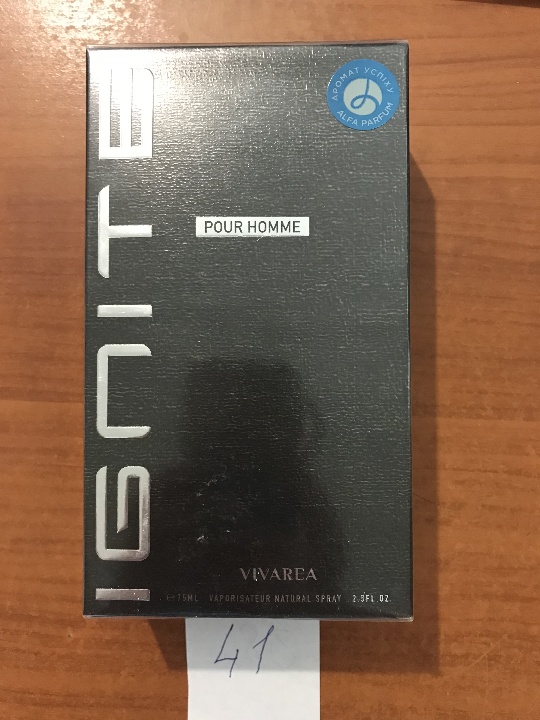 IGNITE
АРОМАТ УСПІХУ
ALFA PARFUM
POUR HOMME
VIVAREA
℮75ML VAPORISATEUR NATURAL SPRAY 2.5FL.OZ.
41